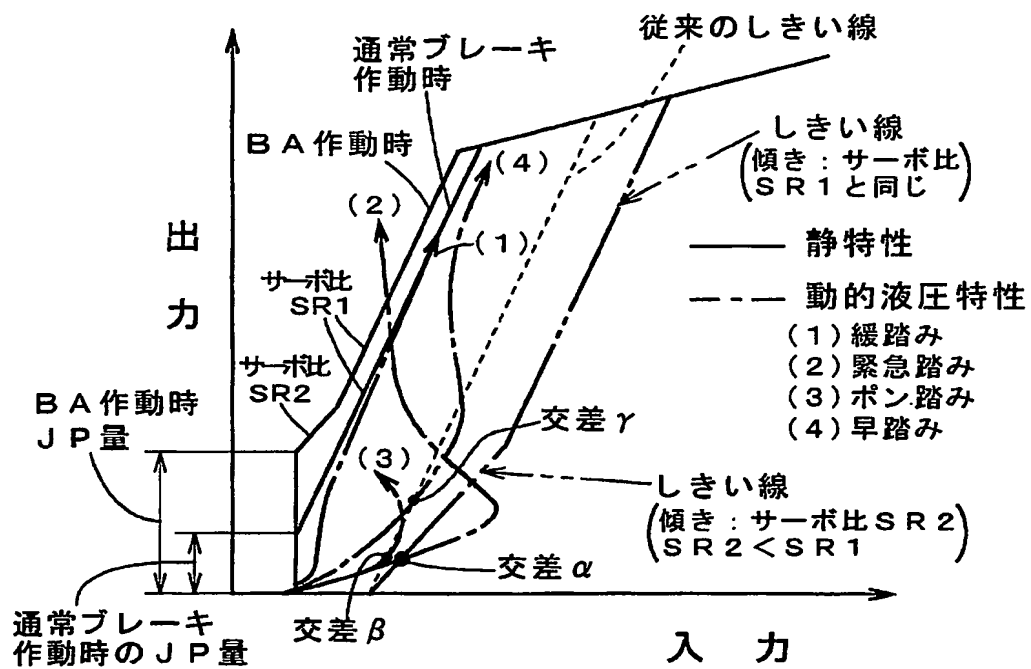 従来のしきい線
通常ブレーキ
作動時
BA作動時
(4)
しきい線
(傾き:サーボ比)
SR1と同じ
(2)
(1)
出
力
静特性
サーボ比
SR1
動的液圧特性
(1)緩踏み
(2)緊急踏み
(3)ポン踏み
(4)早踏み
サーボ比
SR2
BA作動時
JP量
交差γ
(3)
しきい線
(傾き:サーボ比SR2)
SR2<SR1
交差α
通常ブレーキ
作動時のJP量
交差β
入力